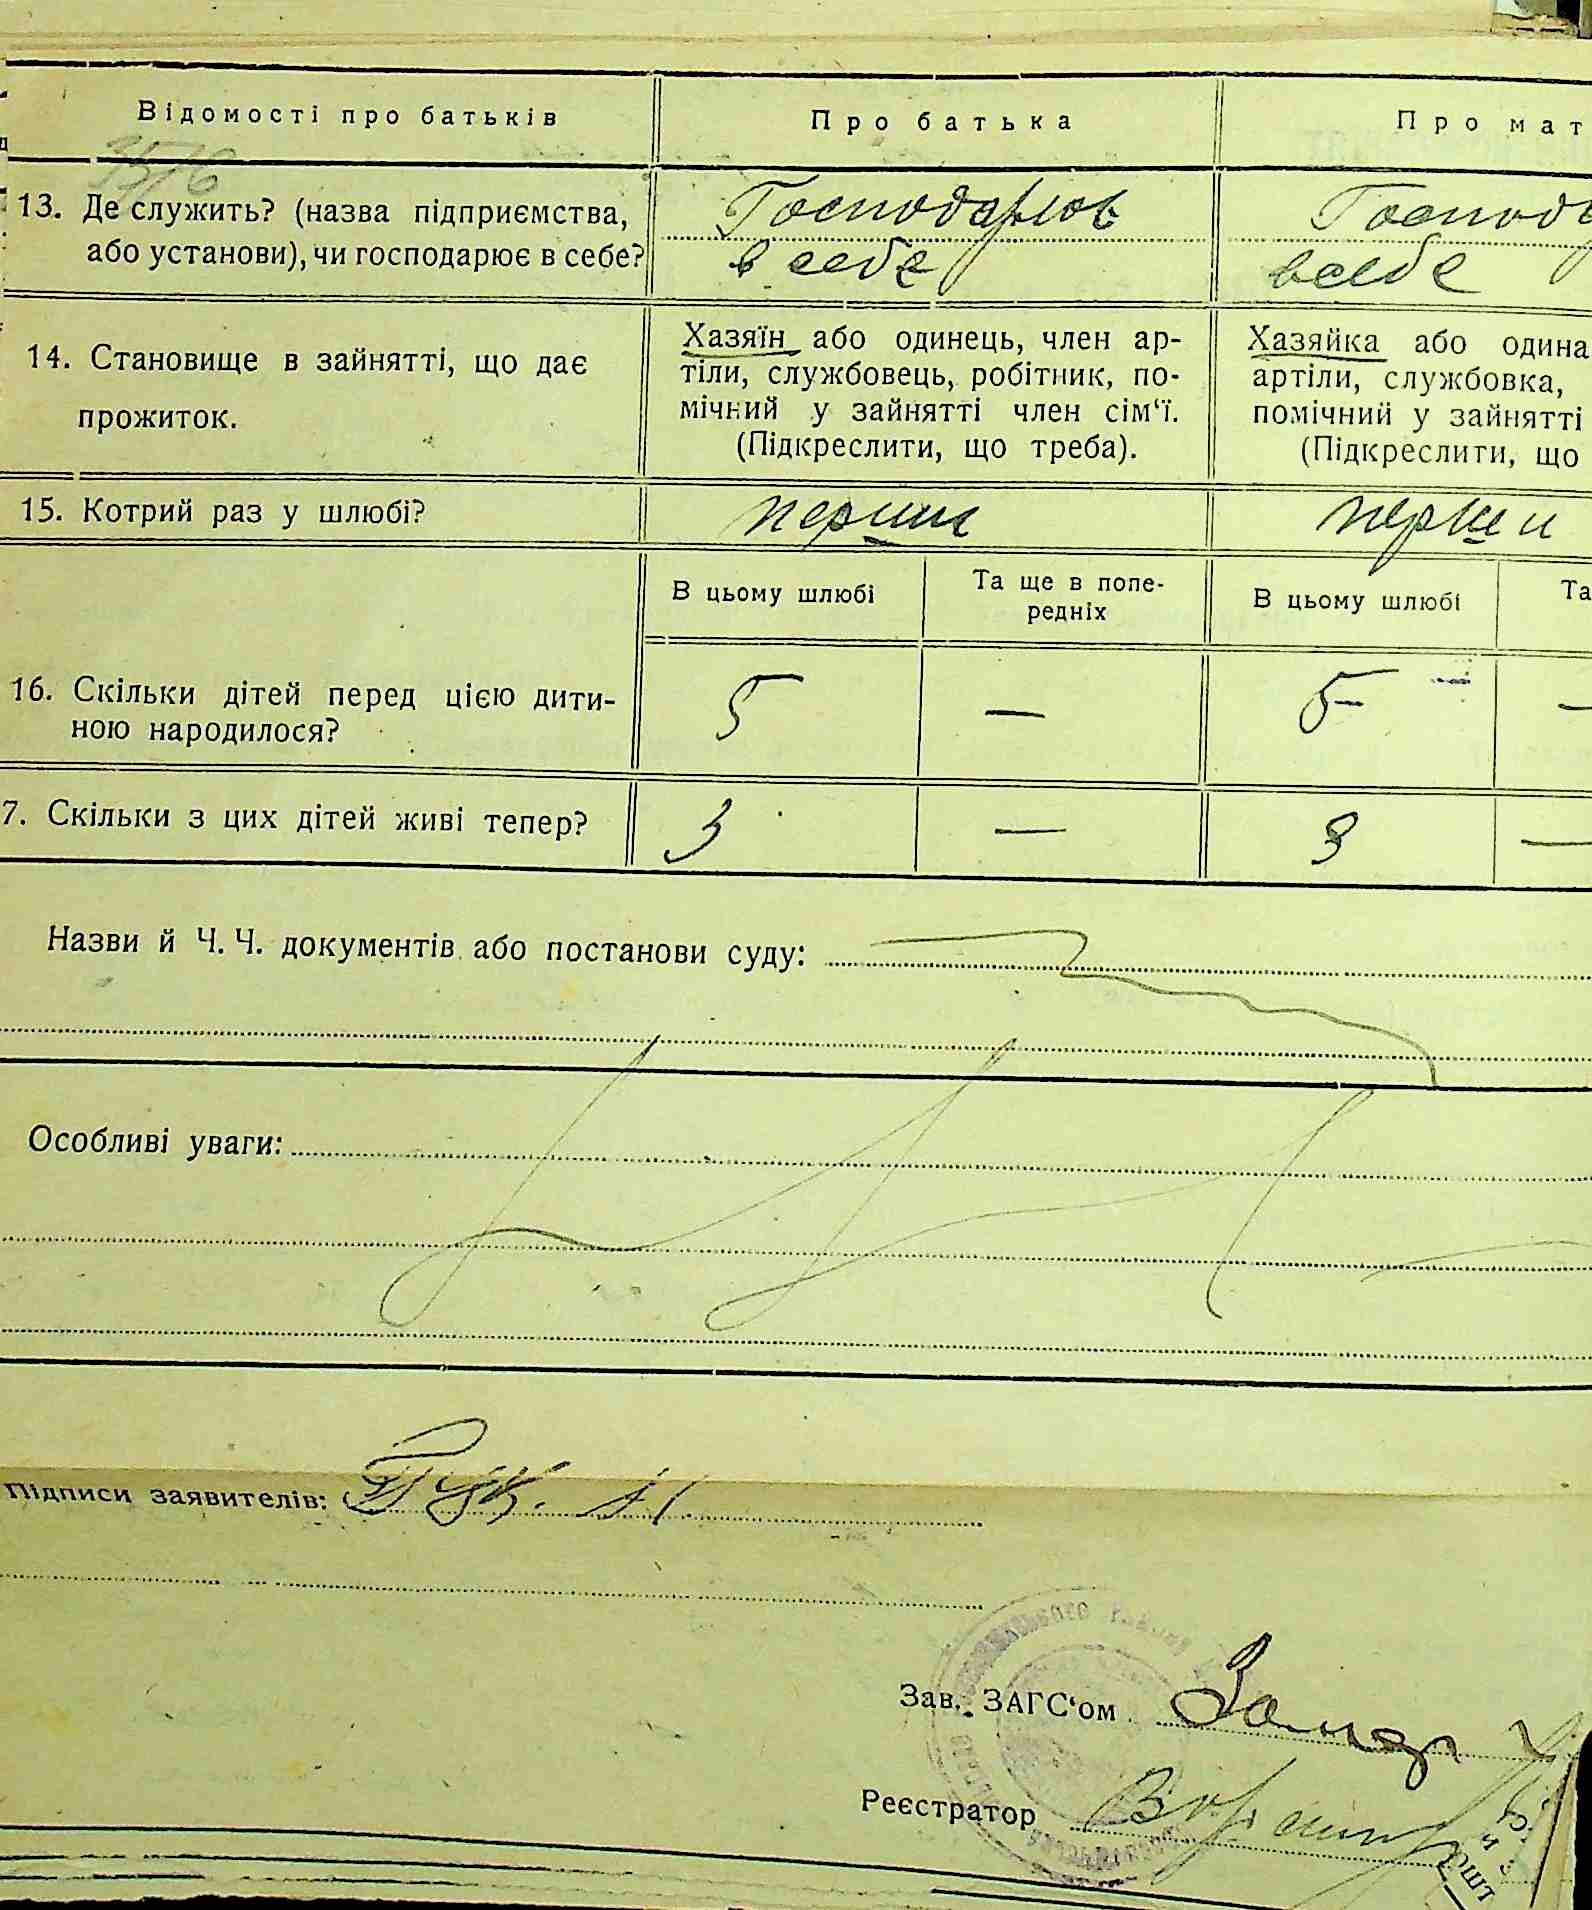 Відомості про батьків
Про батька
Про мат
3576
13. Де служить? (назва підприємства,
або установи), чи господарює в себе?
Господарює
в себе
Господ
в себе
14. Становище в зайнятті, що дає
прожиток.
Хазяїн або одинець, член ар-
тіли, службовець, робітник, по-
мічний у зайнятті член сім‘ї.
(Підкреслити, що треба).
Хазяйка або одина
артіли, службовка,
помічний у зайнятті
(Підкреслити, що
15. Котрий раз у шлюбі?
перший
перший
В цьому шлюбі
Та ще в попе-
редніх
В цьому шлюбі
Та
16. Скільки дітей перед цією дити-
ною народилося?
5
—
5
—
7. Скільки з цих дітей живі тепер?
3
—
3
—
Назви й Ч. Ч. документів або постанови суду:
Особливі уваги:
Підписи заявителів:
Зав. ЗАГС‘ом
Реєстратор